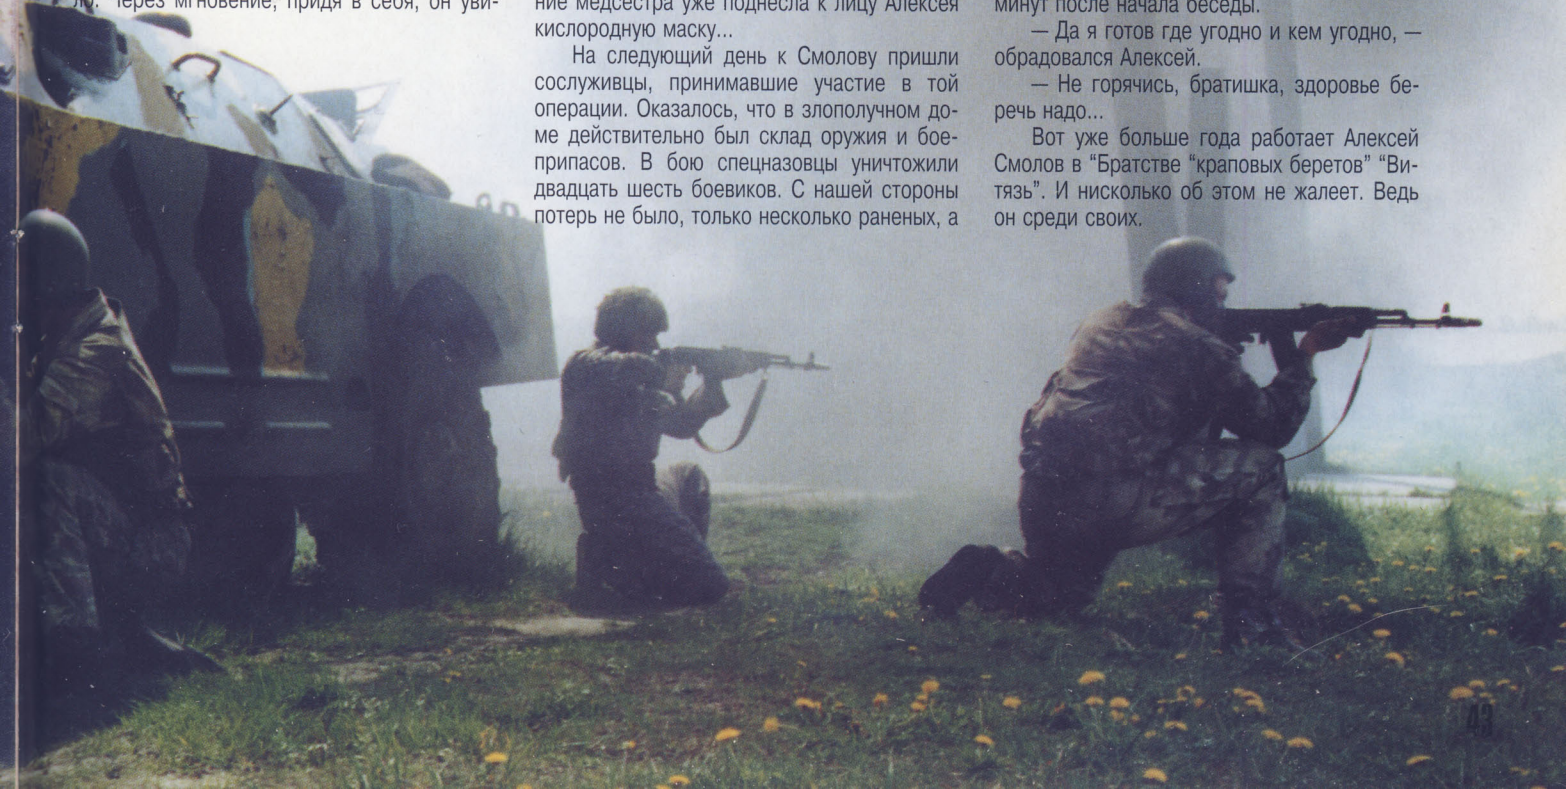 ло. Через мгновение, придя в себя, он уви-
ние медсестра уже поднесла к лицу Алексея
кислородную маску...
На следующий день к Смолову пришли
сослуживцы, принимавшие участие в той
операции. Оказалось, что в злополучном до-
ме действительно был склад оружия и бое-
припасов. В бою спецназовцы уничтожили
двадцать шесть боевиков. С нашей стороны
потерь не было, только несколько раненых, а
минут после начала беседы.
— Да я готов где угодно и кем угодно, —
обрадовался Алексей.
— Не горячись, братишка, здоровье бе-
речь надо...
Вот уже больше года работает Алексей
Смолов в “Братстве “краповых беретов” “Ви-
тязь”. И нисколько об этом не жалеет. Ведь
он среди своих.
43